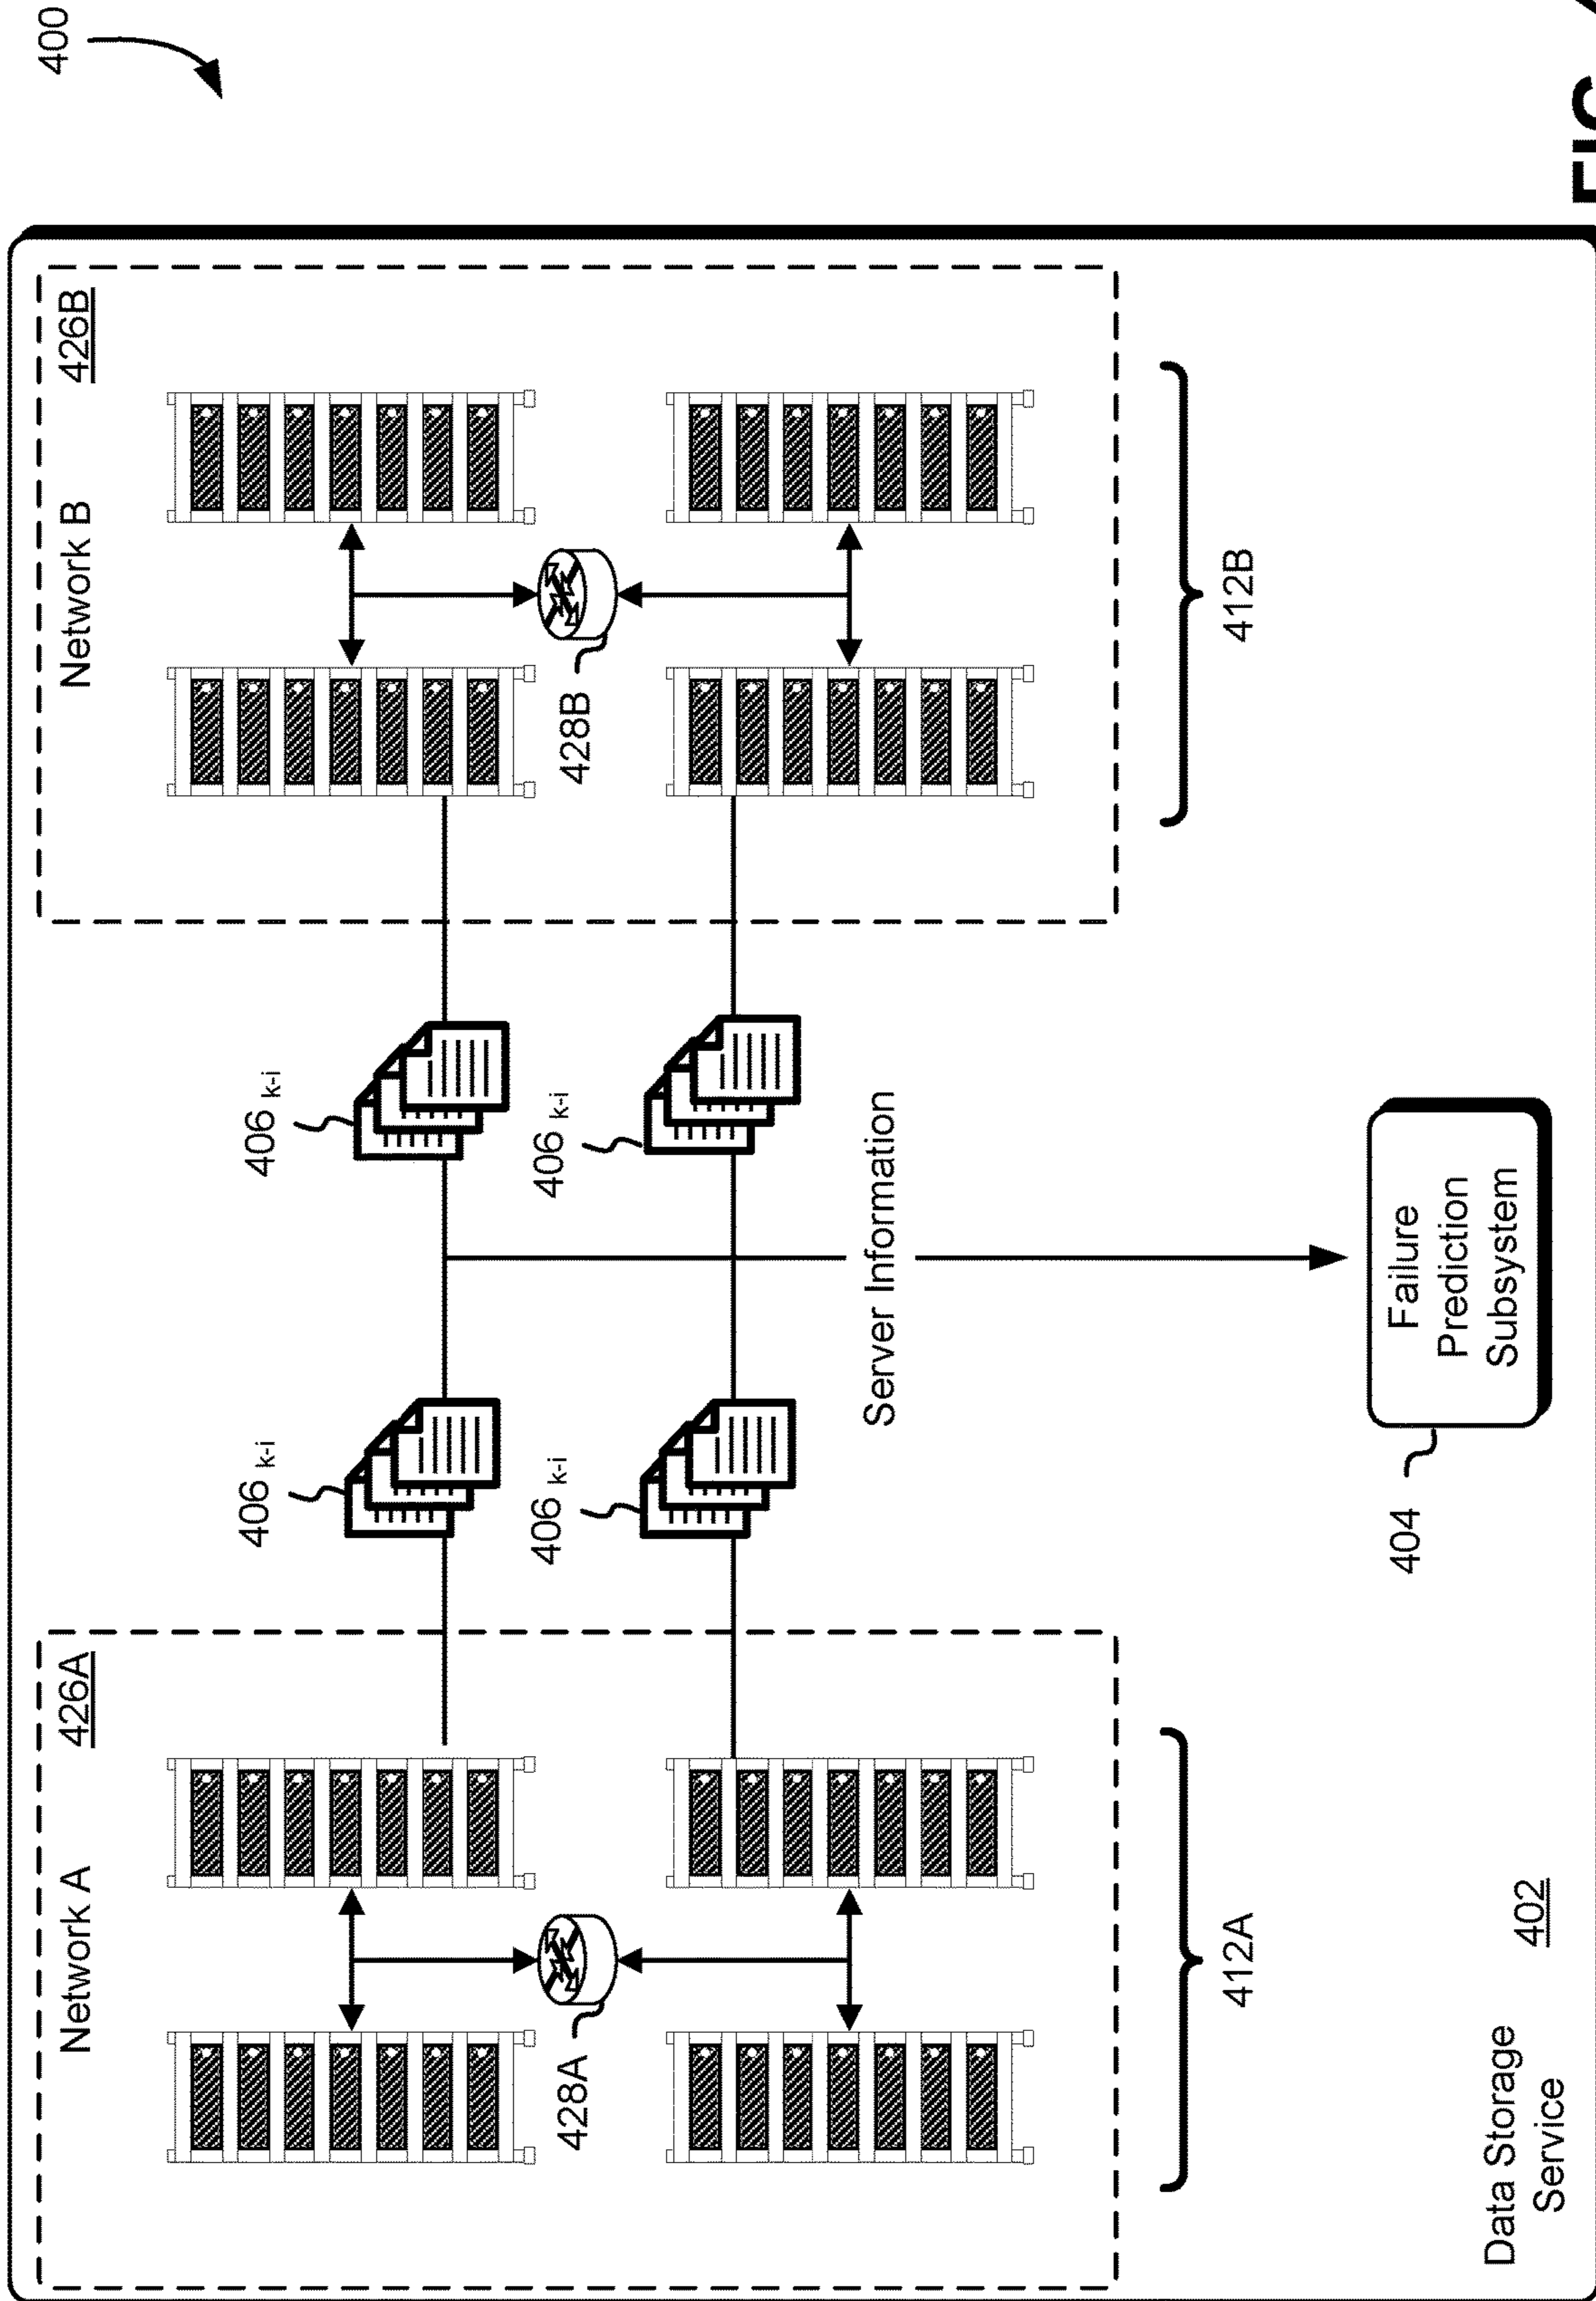 400
Network A
426A
Network B
426B
406 k-i
406 k-i
406 k-i
406 k-i
428A
428B
Server Information
412A
412B
404
Failure
Prediction
Subsystem
Data Storage
Service
402
FIG